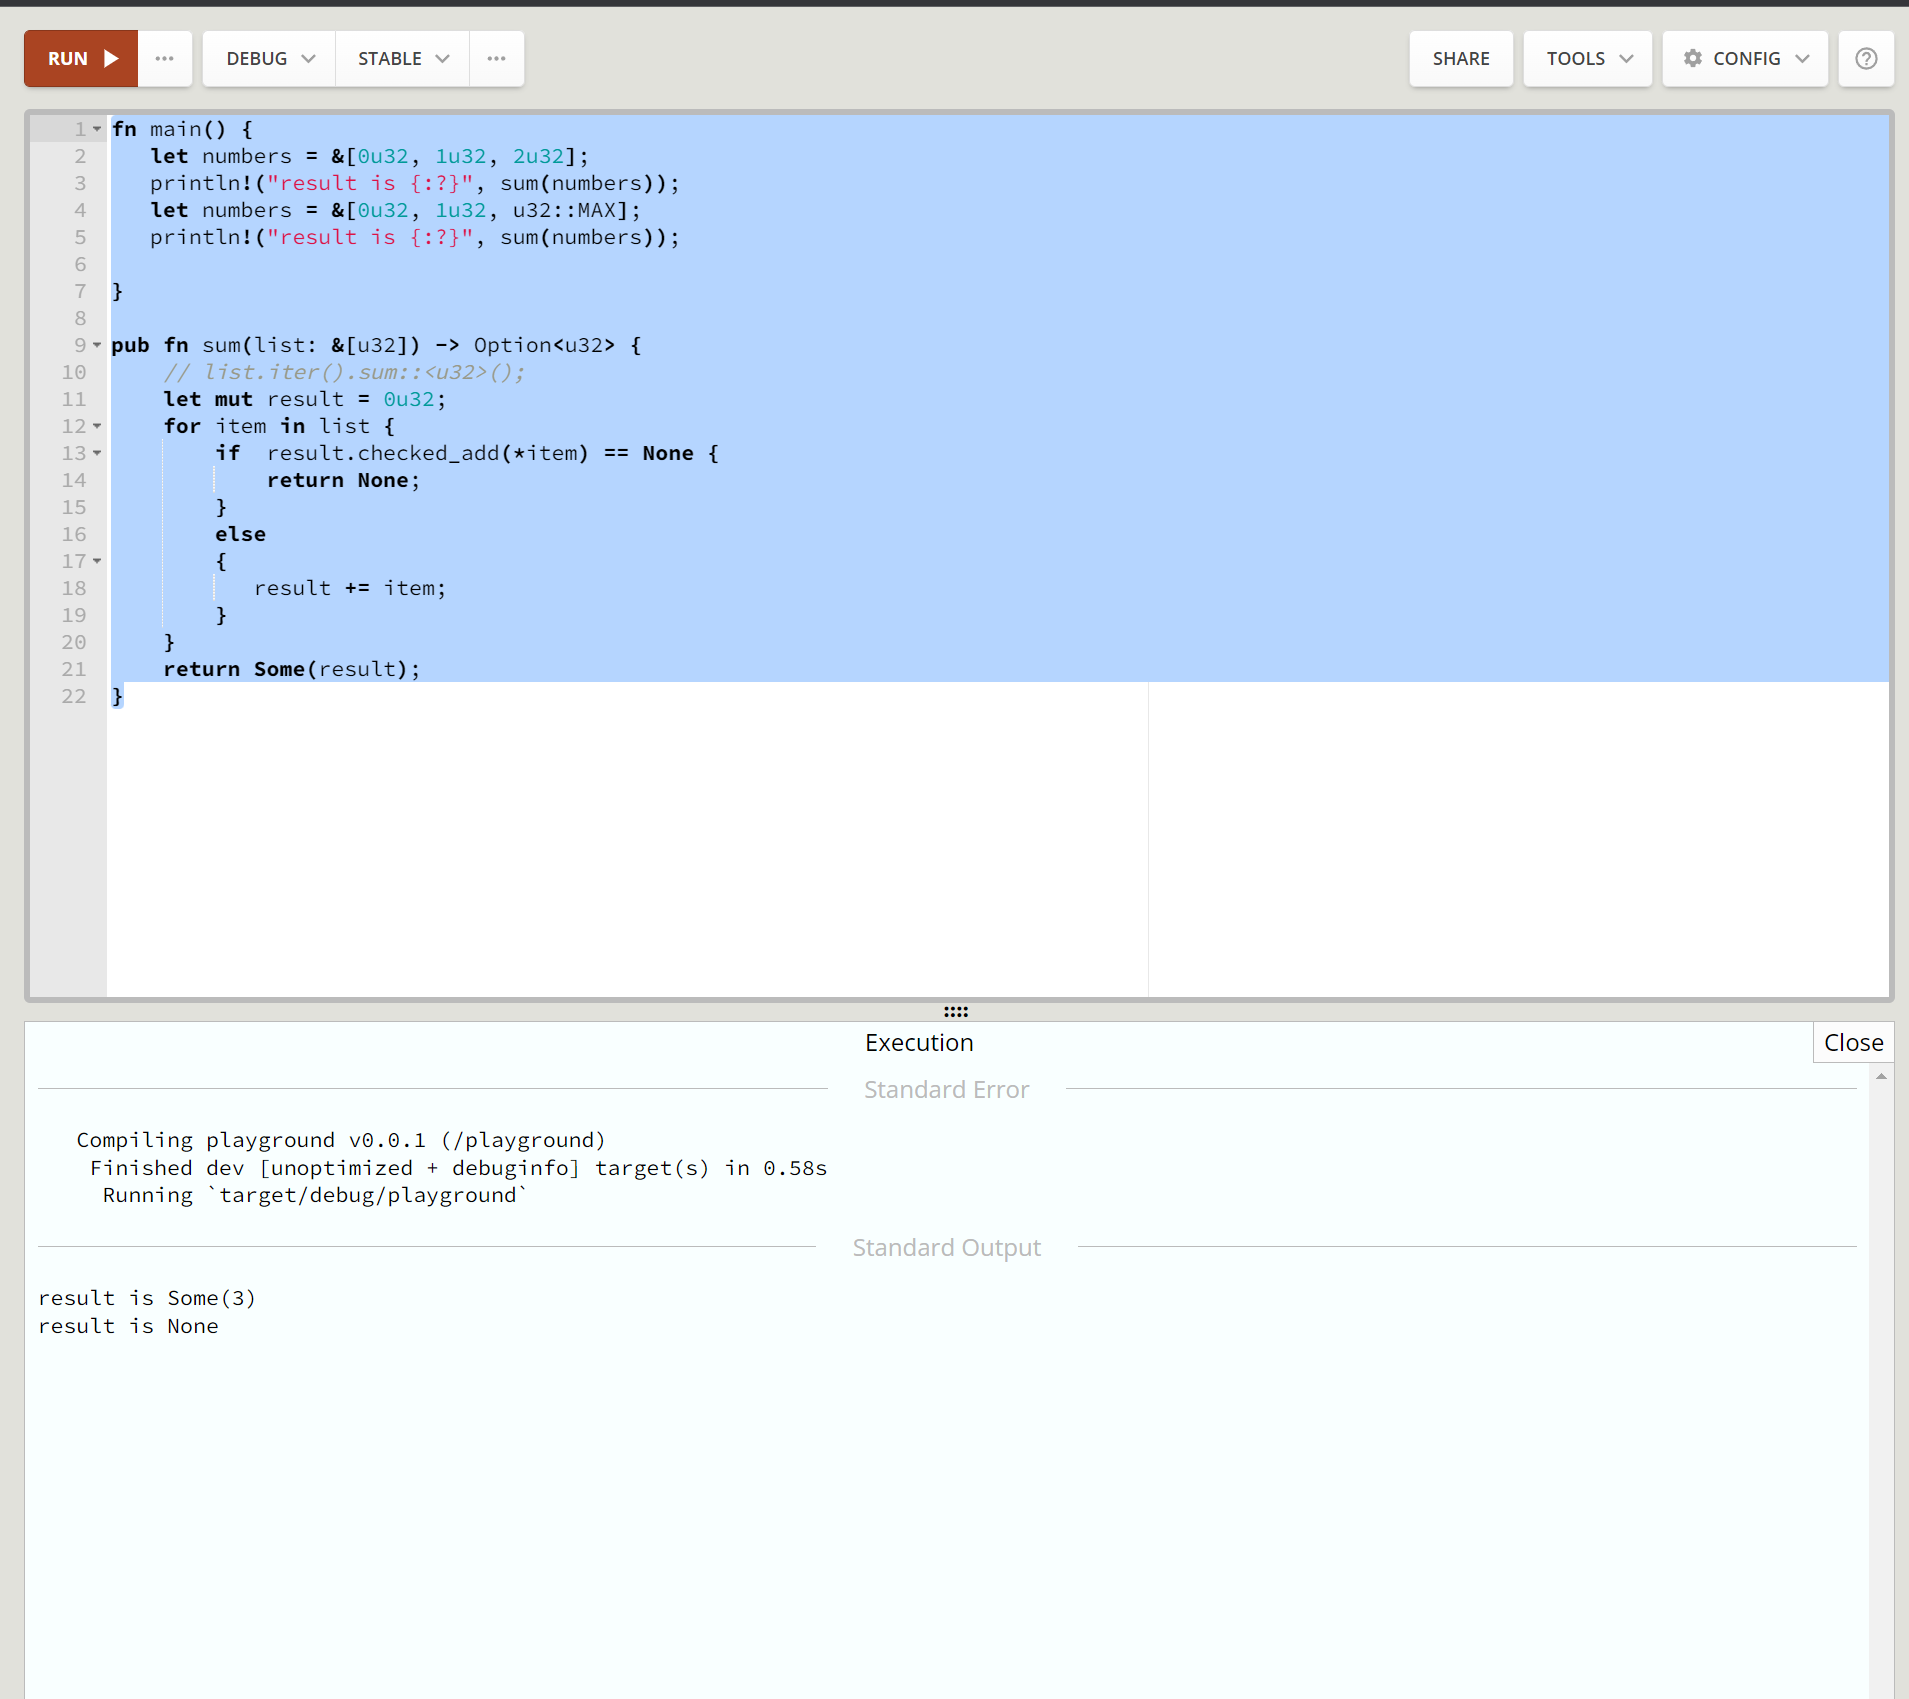 RUN ▶ ··· DEBUG STABLE ··· SHARE TOOLS CONFIG ?
1 fn main() {
2    let numbers = &[0u32, 1u32, 2u32];
3    println!("result is {:?}", sum(numbers));
4    let numbers = &[0u32, 1u32, u32::MAX];
5    println!("result is {:?}", sum(numbers));
6
7 }
8
9 pub fn sum(list: &[u32]) -> Option<u32> {
10     // list.iter().sum::<u32>();
11     let mut result = 0u32;
12     for item in list {
13         if  result.checked_add(*item) == None {
14             return None;
15         }
16         else
17         {
18            result += item;
19         }
20     }
21     return Some(result);
22 }
Execution
Close
Standard Error
   Compiling playground v0.0.1 (/playground)
    Finished dev [unoptimized + debuginfo] target(s) in 0.58s
     Running `target/debug/playground`
Standard Output
result is Some(3)
result is None